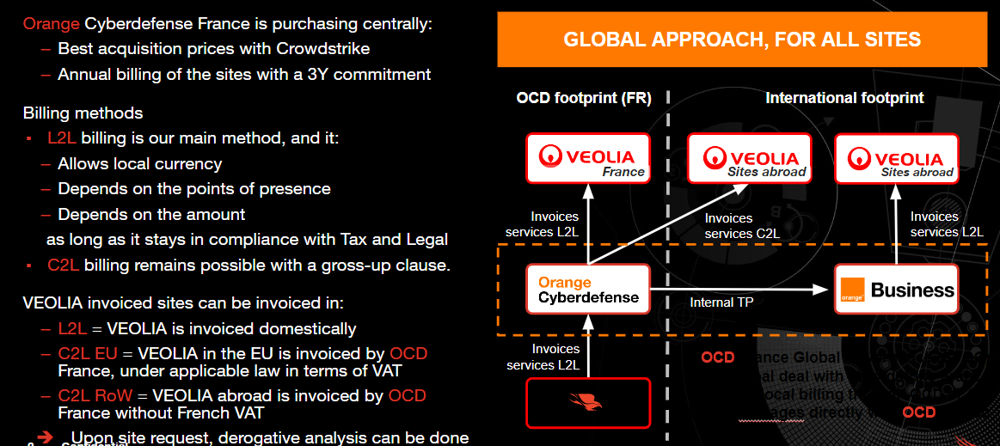 Orange Cyberdefense France is purchasing centrally:
– Best acquisition prices with Crowdstrike
– Annual billing of the sites with a 3Y commitment
Billing methods
▪ L2L billing is our main method, and it:
– Allows local currency
– Depends on the points of presence
– Depends on the amount
as long as it stays in compliance with Tax and Legal
▪ C2L billing remains possible with a gross-up clause.
VEOLIA invoiced sites can be invoiced in:
– L2L = VEOLIA is invoiced domestically
– C2L EU = VEOLIA in the EU is invoiced by OCD
France, under applicable law in terms of VAT
– C2L RoW = VEOLIA abroad is invoiced by OCD
France without French VAT
➔ Upon site request, derogative analysis can be done
Confidential
GLOBAL APPROACH, FOR ALL SITES
OCD footprint (FR)
International footprint
VEOLIA
France
VEOLIA
Sites abroad
VEOLIA
Sites abroad
Invoices
services L2L
Invoices
services C2L
Invoices
services L2L
Orange
Cyberdefense
Internal TP
orange
Business
Invoices
services L2L
OCD Global
deal with
billing
directly OCD